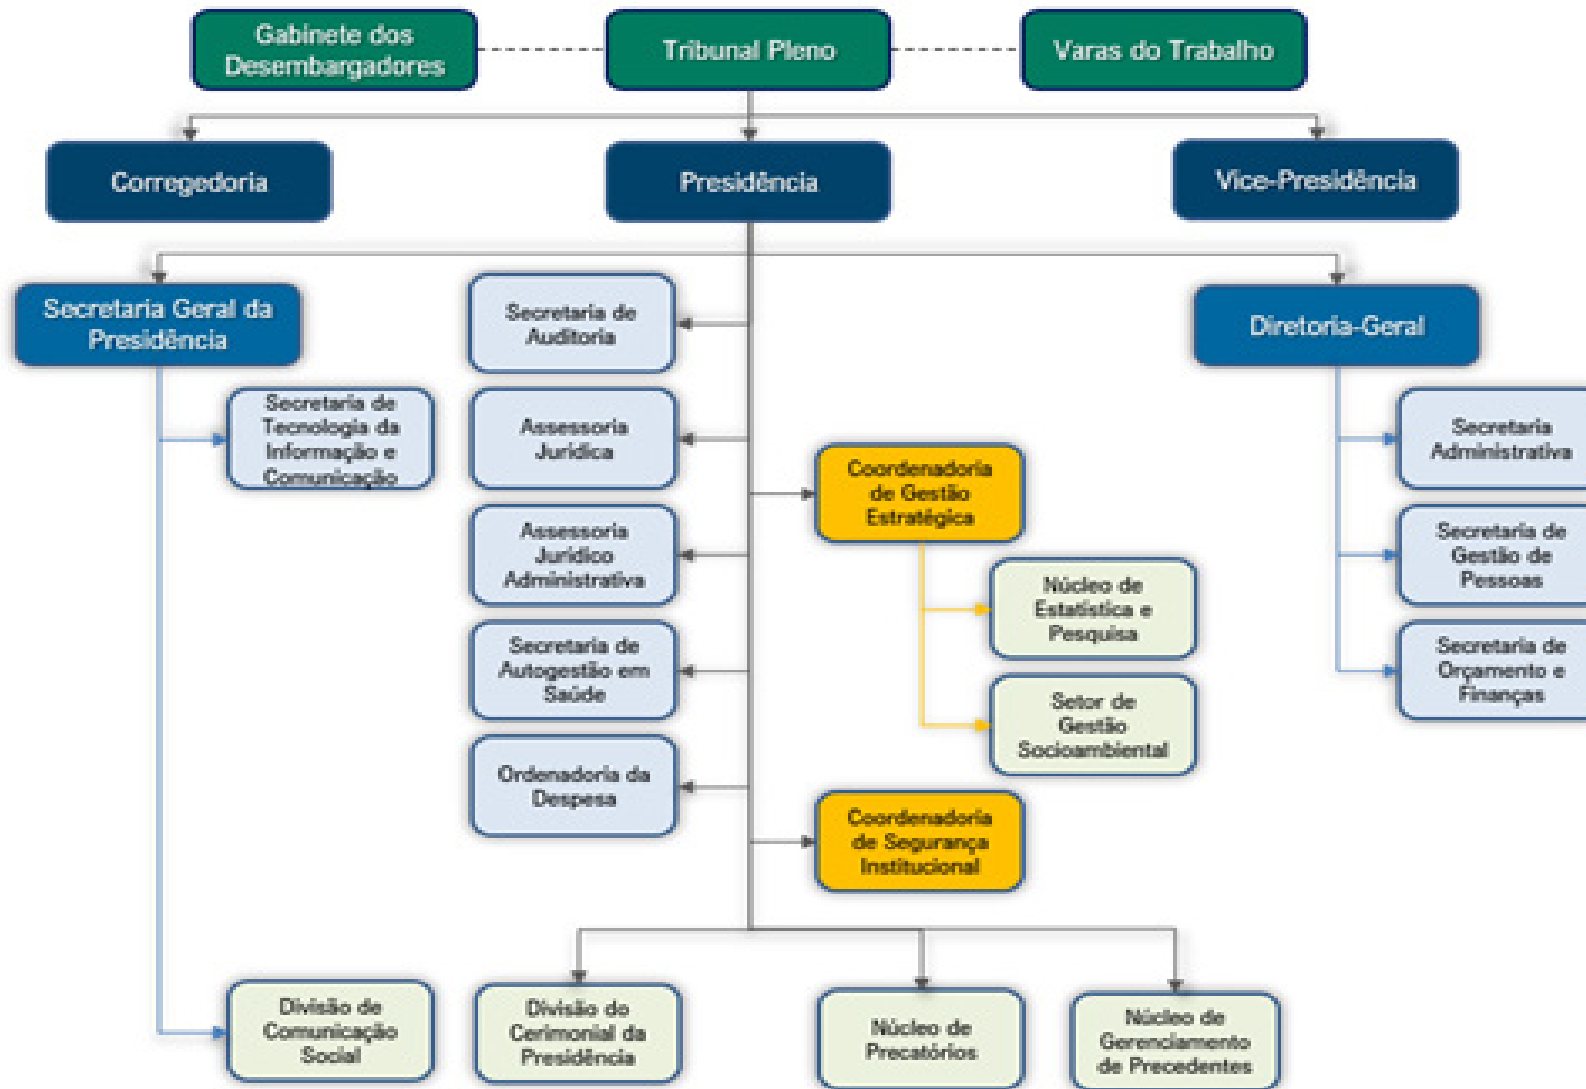 Gabinete dos
Desembargadores
Tribunal Pleno
Varas do Trabalho
Corregedoria
Presidência
Vice-Presidência
Secretaria Geral da
Presidência
Secretaria de
Auditoria
Diretoria-Geral
Secretaria de
Tecnologia da
Informação e
Comunicação
Assessoria
Jurídica
Coordenadoria
de Gestão
Estratégica
Secretaria
Administrativa
Assessoria
Jurídico
Administrativa
Núcleo de
Estatística e
Pesquisa
Secretaria de
Gestão de
Pessoas
Secretaria de
Autogestão em
Saúde
Setor de
Gestão
Socioambiental
Secretaria de
Orçamento e
Finanças
Ordenadoria da
Despesa
Coordenadoria
de Segurança
Institucional
Divisão de
Comunicação
Social
Divisão do
Cerimonial da
Presidência
Núcleo de
Precatórios
Núcleo de
Gerenciamento
de Precedentes